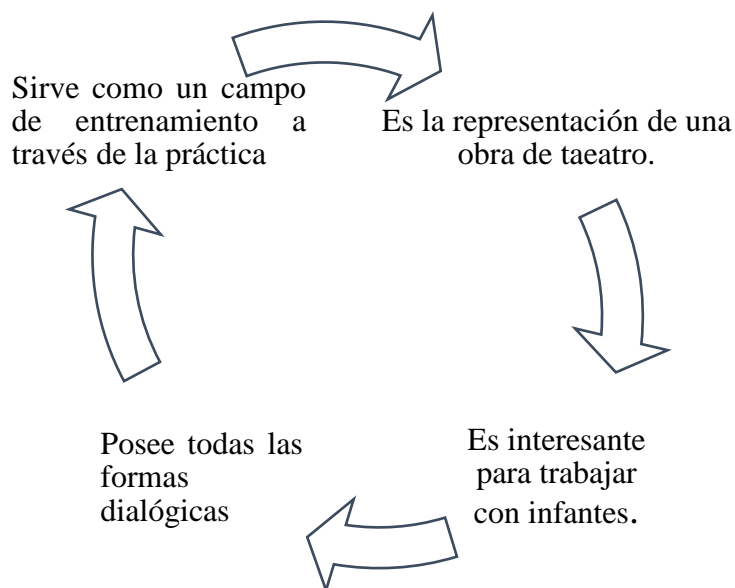 Sirve como un campo
de entrenamiento a
través de la práctica
Es la representación de una
obra de taeatro.
Es interesante
para trabajar
con infantes.
Posee todas las
formas
dialógicas